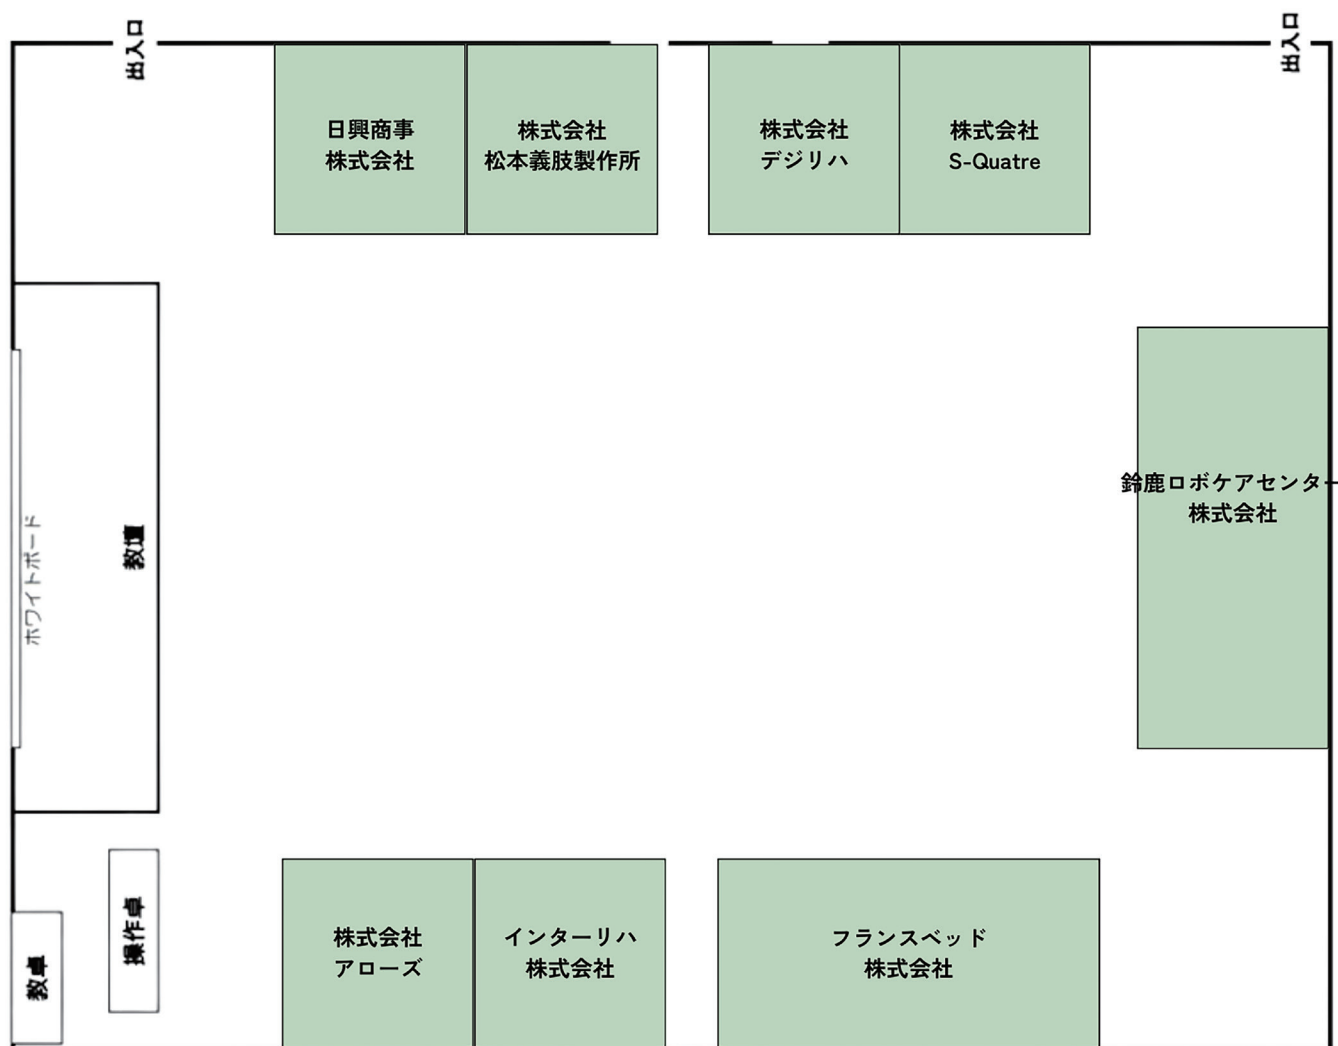 出入口
出入口
日興商事
株式会社
株式会社
松本義肢製作所
株式会社
デジリハ
株式会社
S-Quatre
鈴鹿ロボケアセンター
株式会社
ホワイトボード
教壇
操作卓
教卓
株式会社
アローズ
インターリハ
株式会社
フランスベッド
株式会社